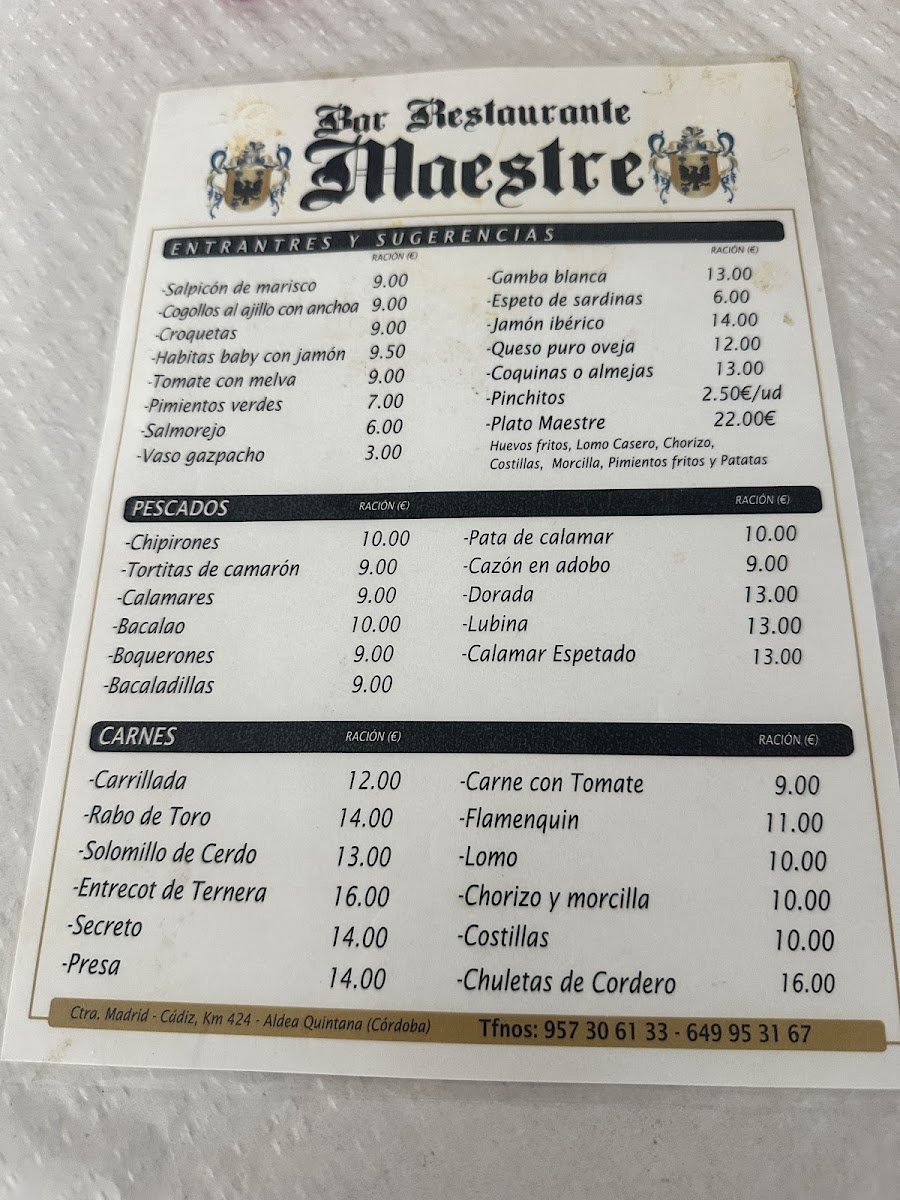 Bar Restaurante
Maestre
ENTRANTRES Y SUGERENCIAS
RACIÓN (€)
RACIÓN (€)
-Salpicón de marisco 9.00
-Cogollos al ajillo con anchoa 9.00
-Croquetas 9.00
-Habitas baby con jamón 9.50
-Tomate con melva 9.00
-Pimientos verdes 7.00
-Salmorejo 6.00
-Vaso gazpacho 3.00
-Gamba blanca 13.00
-Espeto de sardinas 6.00
-Jamón ibérico 14.00
-Queso puro oveja 12.00
-Coquinas o almejas 13.00
-Pinchitos 2.50€/ud
-Plato Maestre 22.00€
Huevos fritos, Lomo Casero, Chorizo,
Costillas, Morcilla, Pimientos fritos y Patatas
PESCADOS RACIÓN (€) RACIÓN (€)
-Chipirones 10.00
-Tortitas de camarón 9.00
-Calamares 9.00
-Bacalao 10.00
-Boquerones 9.00
-Bacaladillas 9.00
-Pata de calamar 10.00
-Cazón en adobo 9.00
-Dorada 13.00
-Lubina 13.00
-Calamar Espetado 13.00
CARNES RACIÓN (€) RACIÓN (€)
-Carrillada 12.00
-Rabo de Toro 14.00
-Solomillo de Cerdo 13.00
-Entrecot de Ternera 16.00
-Secreto 14.00
-Presa 14.00
-Carne con Tomate 9.00
-Flamenquin 11.00
-Lomo 10.00
-Chorizo y morcilla 10.00
-Costillas 10.00
-Chuletas de Cordero 16.00
Ctra. Madrid - Cádiz, Km 424 - Aldea Quintana (Córdoba) Tfnos: 957 30 61 33 - 649 95 31 67